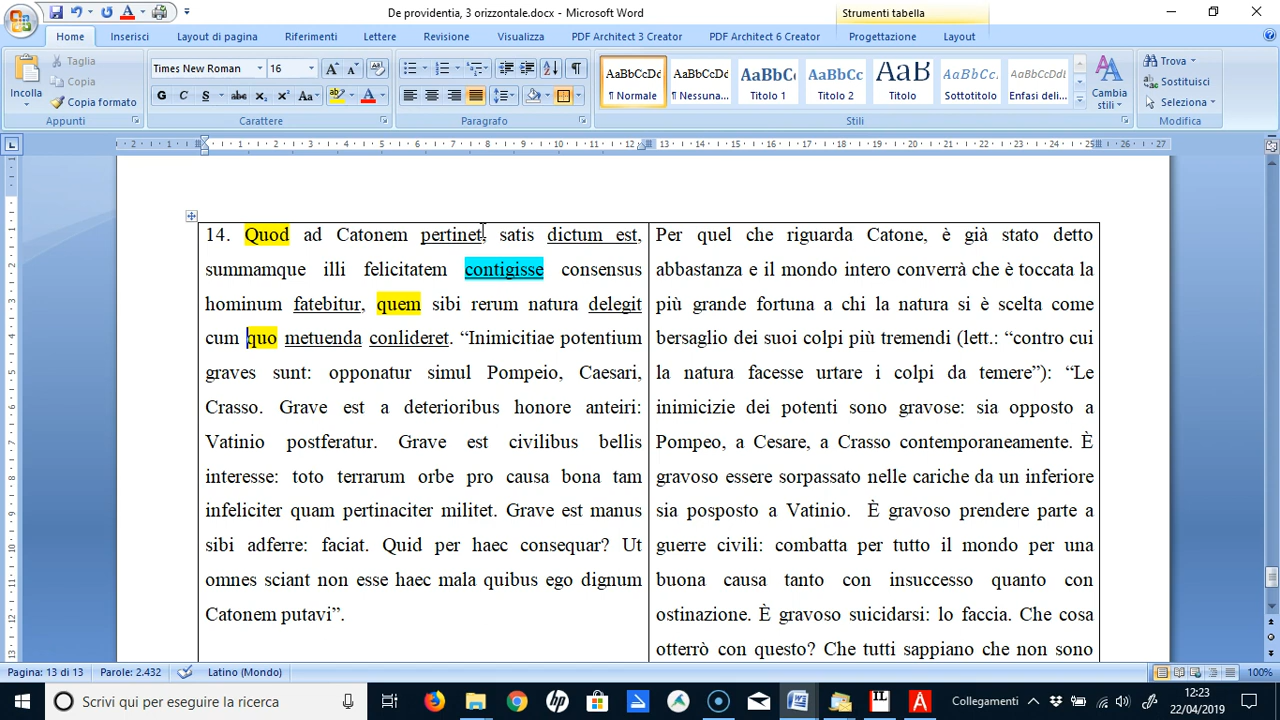 De providentia, 3 orizzontale.docx - Microsoft Word
Strumenti tabella
Home Inserisci Layout di pagina Riferimenti Lettere Revisione Visualizza PDF Architect 3 Creator PDF Architect 6 Creator Progettazione Layout
Incolla
Taglia
Copia
Copia formato
Appunti
Times New Roman 16
Carattere
Paragrafo
AaBbCcDc AaBbCcDc AaBbCc AaBbCc AaB AaBbCc AaBbCcDc
¶ Normale ¶ Nessuna... Titolo 1 Titolo 2 Titolo Sottotitolo Enfasi deli...
Cambia stili
Stili
Trova
Sostituisci
Seleziona
Modifica
14. Quod ad Catonem pertinet, satis dictum est,
summamque illi felicitatem contigisse consensus
hominum fatebitur, quem sibi rerum natura delegit
cum quo metuenda conlideret. “Inimicitiae potentium
graves sunt: opponatur simul Pompeio, Caesari,
Crasso. Grave est a deterioribus honore anteiri:
Vatinio postferatur. Grave est civilibus bellis
interesse: toto terrarum orbe pro causa bona tam
infeliciter quam pertinaciter militet. Grave est manus
sibi adferre: faciat. Quid per haec consequar? Ut
omnes sciant non esse haec mala quibus ego dignum
Catonem putavi”.
Per quel che riguarda Catone, è già stato detto
abbastanza e il mondo intero converrà che è toccata la
più grande fortuna a chi la natura si è scelta come
bersaglio dei suoi colpi più tremendi (lett.: “contro cui
la natura facesse urtare i colpi da temere”): “Le
inimicizie dei potenti sono gravose: sia opposto a
Pompeo, a Cesare, a Crasso contemporaneamente. È
gravoso essere sorpassato nelle cariche da un inferiore
sia posposto a Vatinio. È gravoso prendere parte a
guerre civili: combatta per tutto il mondo per una
buona causa tanto con insuccesso quanto con
ostinazione. È gravoso suicidarsi: lo faccia. Che cosa
otterrò con questo? Che tutti sappiano che non sono
Pagina: 13 di 13 Parole: 2.432 Latino (Mondo) 100%
Scrivi qui per eseguire la ricerca
Collegamenti
12:23
22/04/2019